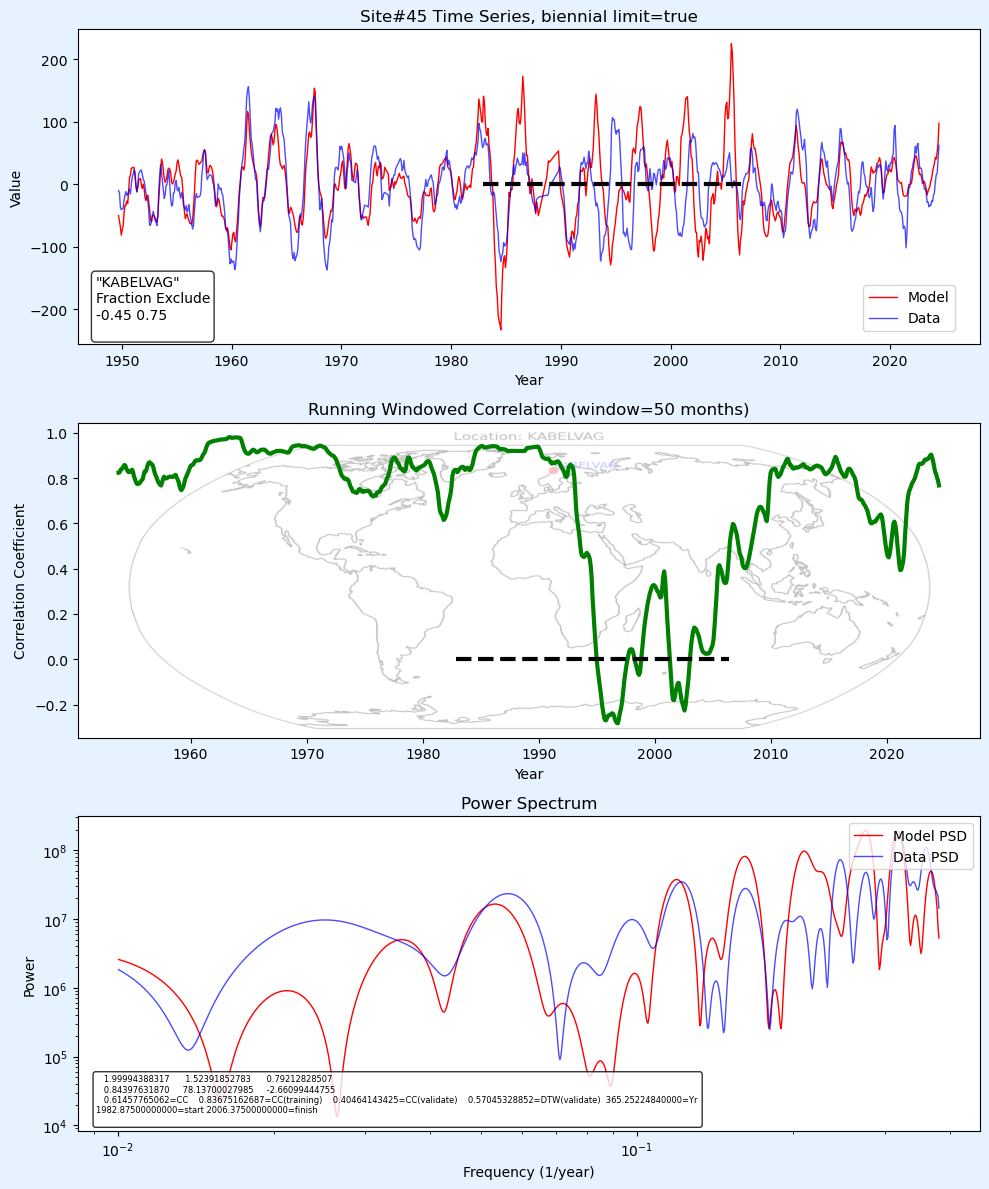 Site#45 Time Series, biennial limit=true
Value
200
100
0
−100
−200
"KABELVAG"
Fraction Exclude
-0.45 0.75
Model
Data
1950 1960 1970 1980 1990 2000 2010 2020
Year
Running Windowed Correlation (window=50 months)
Location: KABELVAG
KABELVAG
Correlation Coefficient
1.0
0.8
0.6
0.4
0.2
0.0
−0.2
1960 1970 1980 1990 2000 2010 2020
Year
Power Spectrum
Model PSD
Data PSD
Power
10^8
10^7
10^6
10^5
10^4
1.99994388317 1.52391852783 0.79212828507
0.84397631870 78.13700027985 -2.66099444755
0.61457765062=CC 0.83675162687=CC(training) 0.40464143425=CC(validate) 0.57045328852=DTW(validate) 365.25224840000=Yr
1982.87500000000=start 2006.37500000000=finish
10^−2 10^−1
Frequency (1/year)